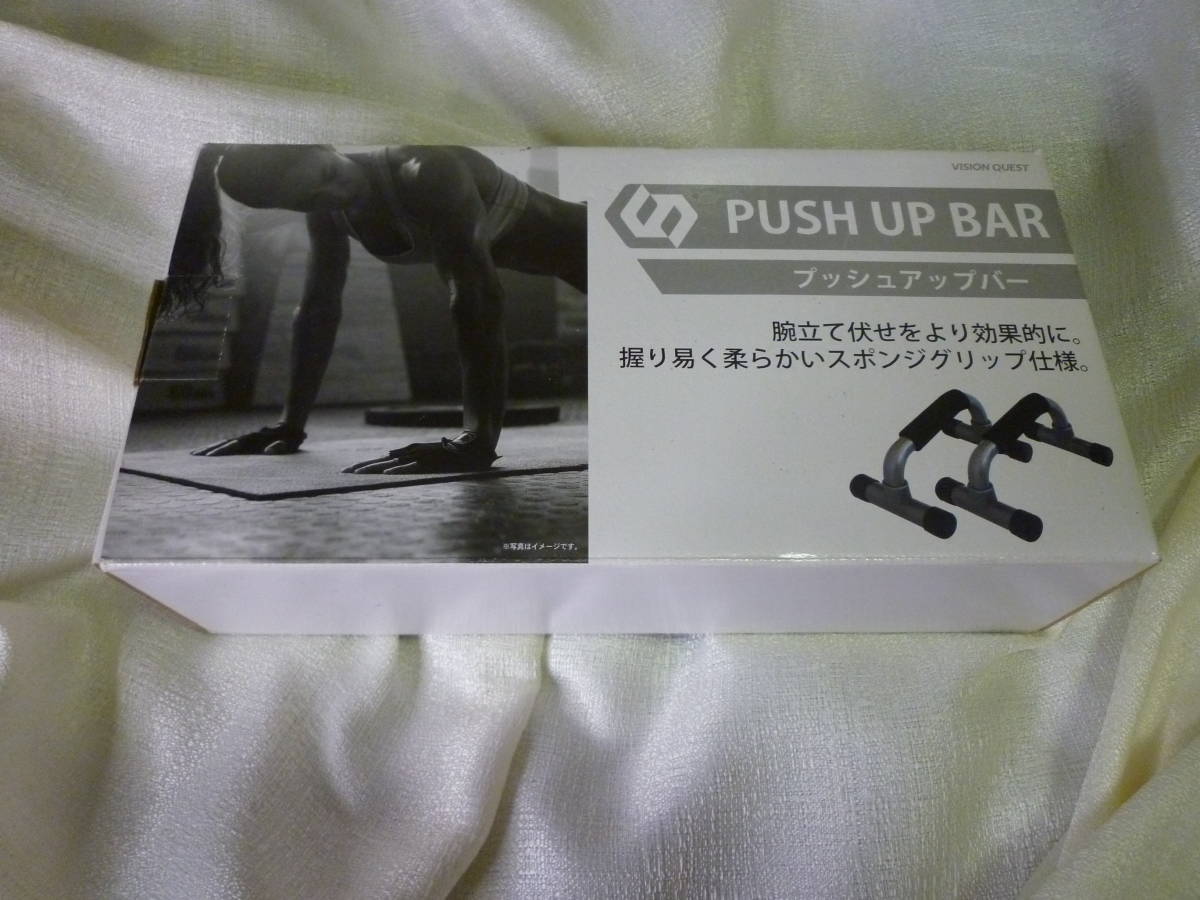 VISION QUEST
PUSH UP BAR
プッシュアップバー
腕立て伏せをより効果的に。
握り易く柔らかいスポンジグリップ仕様。
※写真はイメージです。